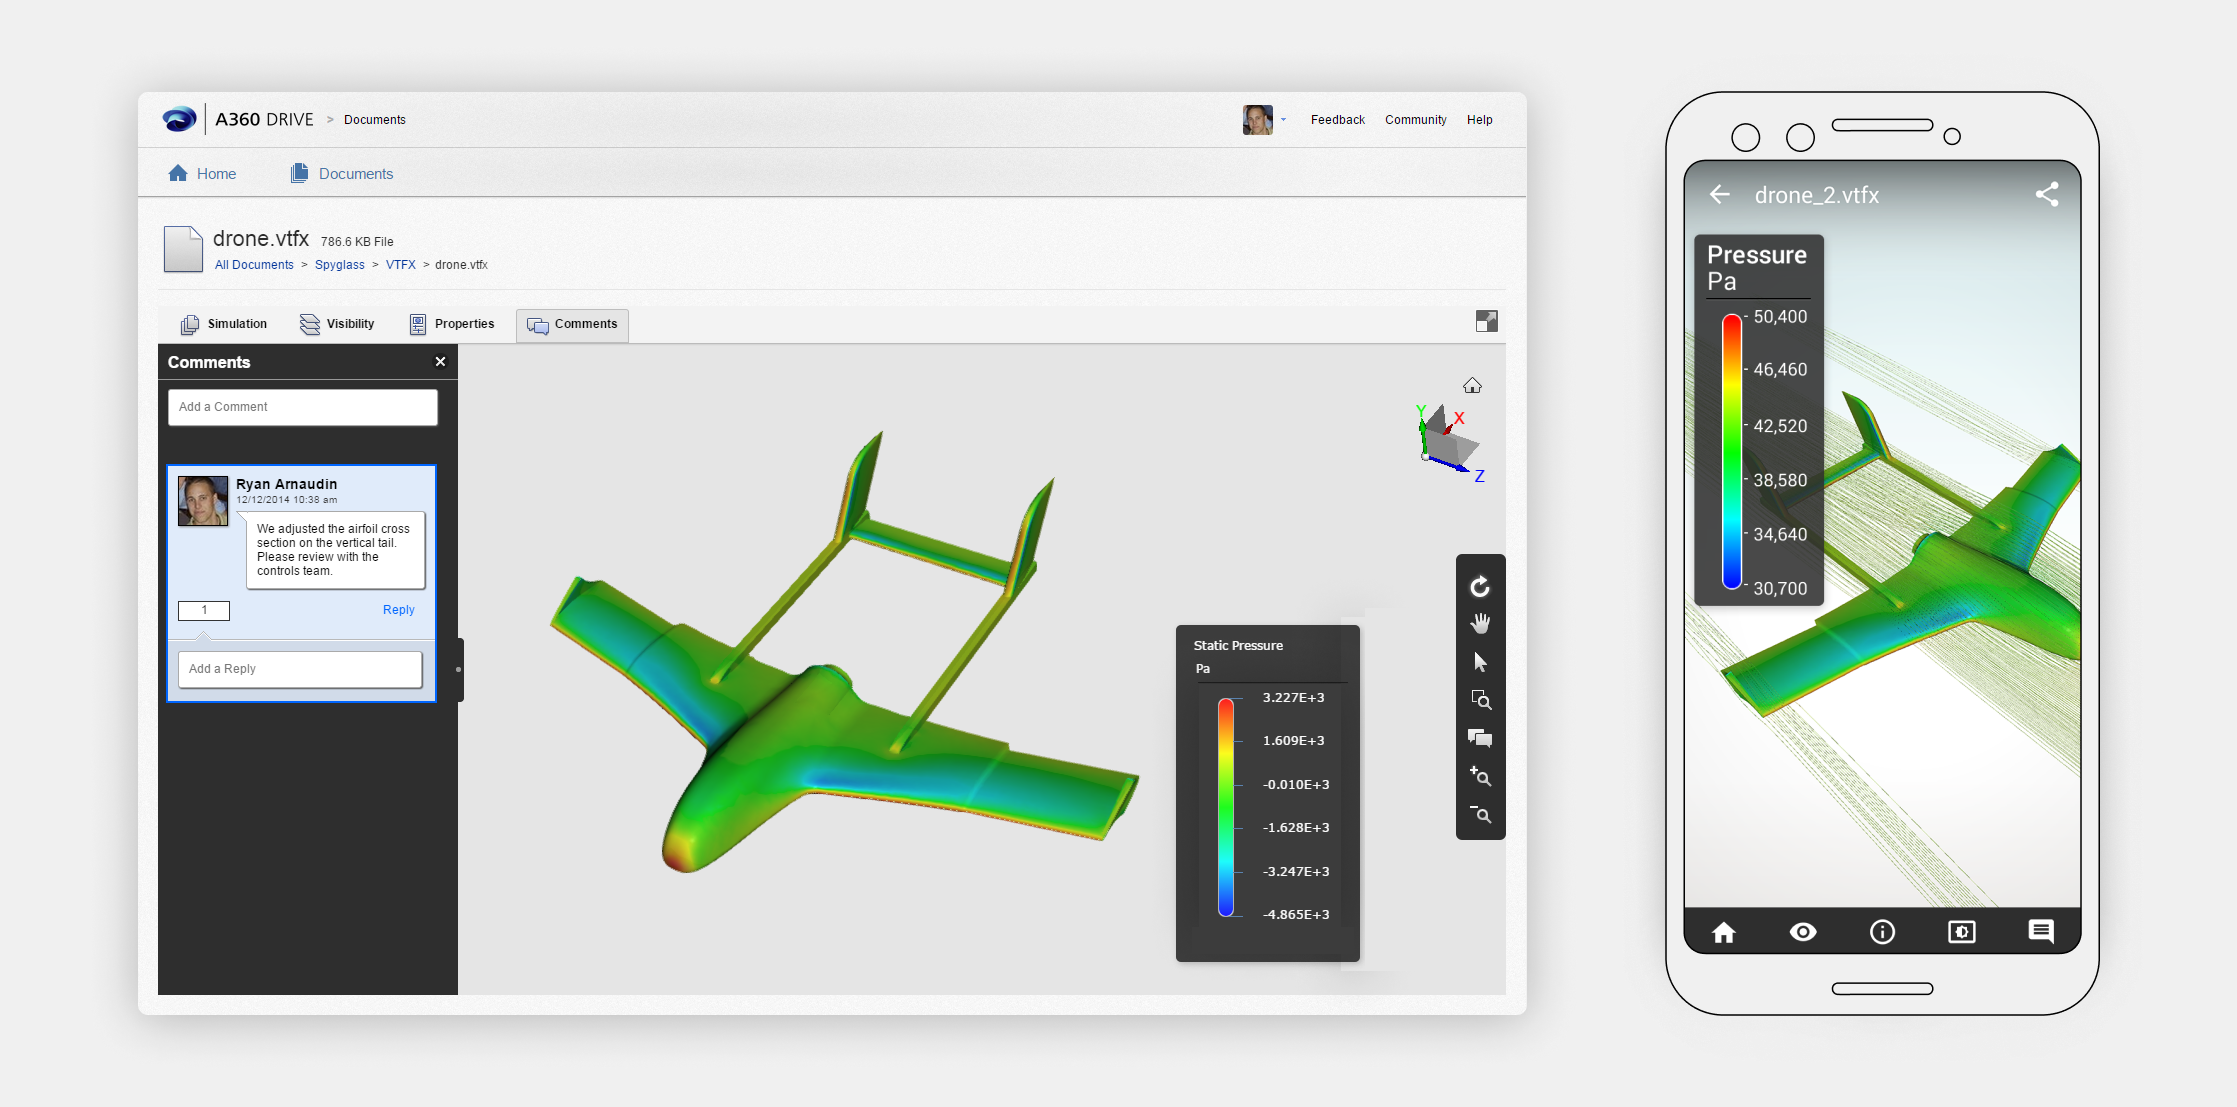 A360 DRIVE > Documents
Feedback Community Help
Home Documents
drone.vtfx 786.6 KB File
All Documents > Spyglass > VTFX > drone.vtfx
Simulation Visibility Properties Comments
Comments
Add a Comment
Ryan Arnaudin
12/12/2014 10:38 am
We adjusted the airfoil cross
section on the vertical tail.
Please review with the
controls team.
1 Reply
Add a Reply
Y
X
Z
Static Pressure
Pa
3.227E+3
1.609E+3
-0.010E+3
-1.628E+3
-3.247E+3
-4.865E+3
drone_2.vtfx
Pressure
Pa
50,400
46,460
42,520
38,580
34,640
30,700